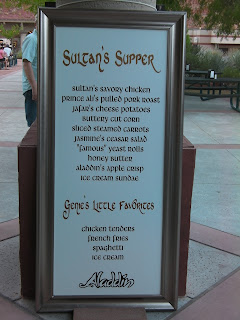 Sultan's Supper
sultan's savory chicken
prince ali's pulled pork roast
jafar's cheese potatoes
buttery cut corn
sliced steamed carrots
jasmine's ceasar salad
"famous" yeast rolls
honey butter
aladdin's apple crisp
ice cream sundae
Genie's Little Favorites
chicken tenders
french fries
spaghetti
ice cream
Aladdin